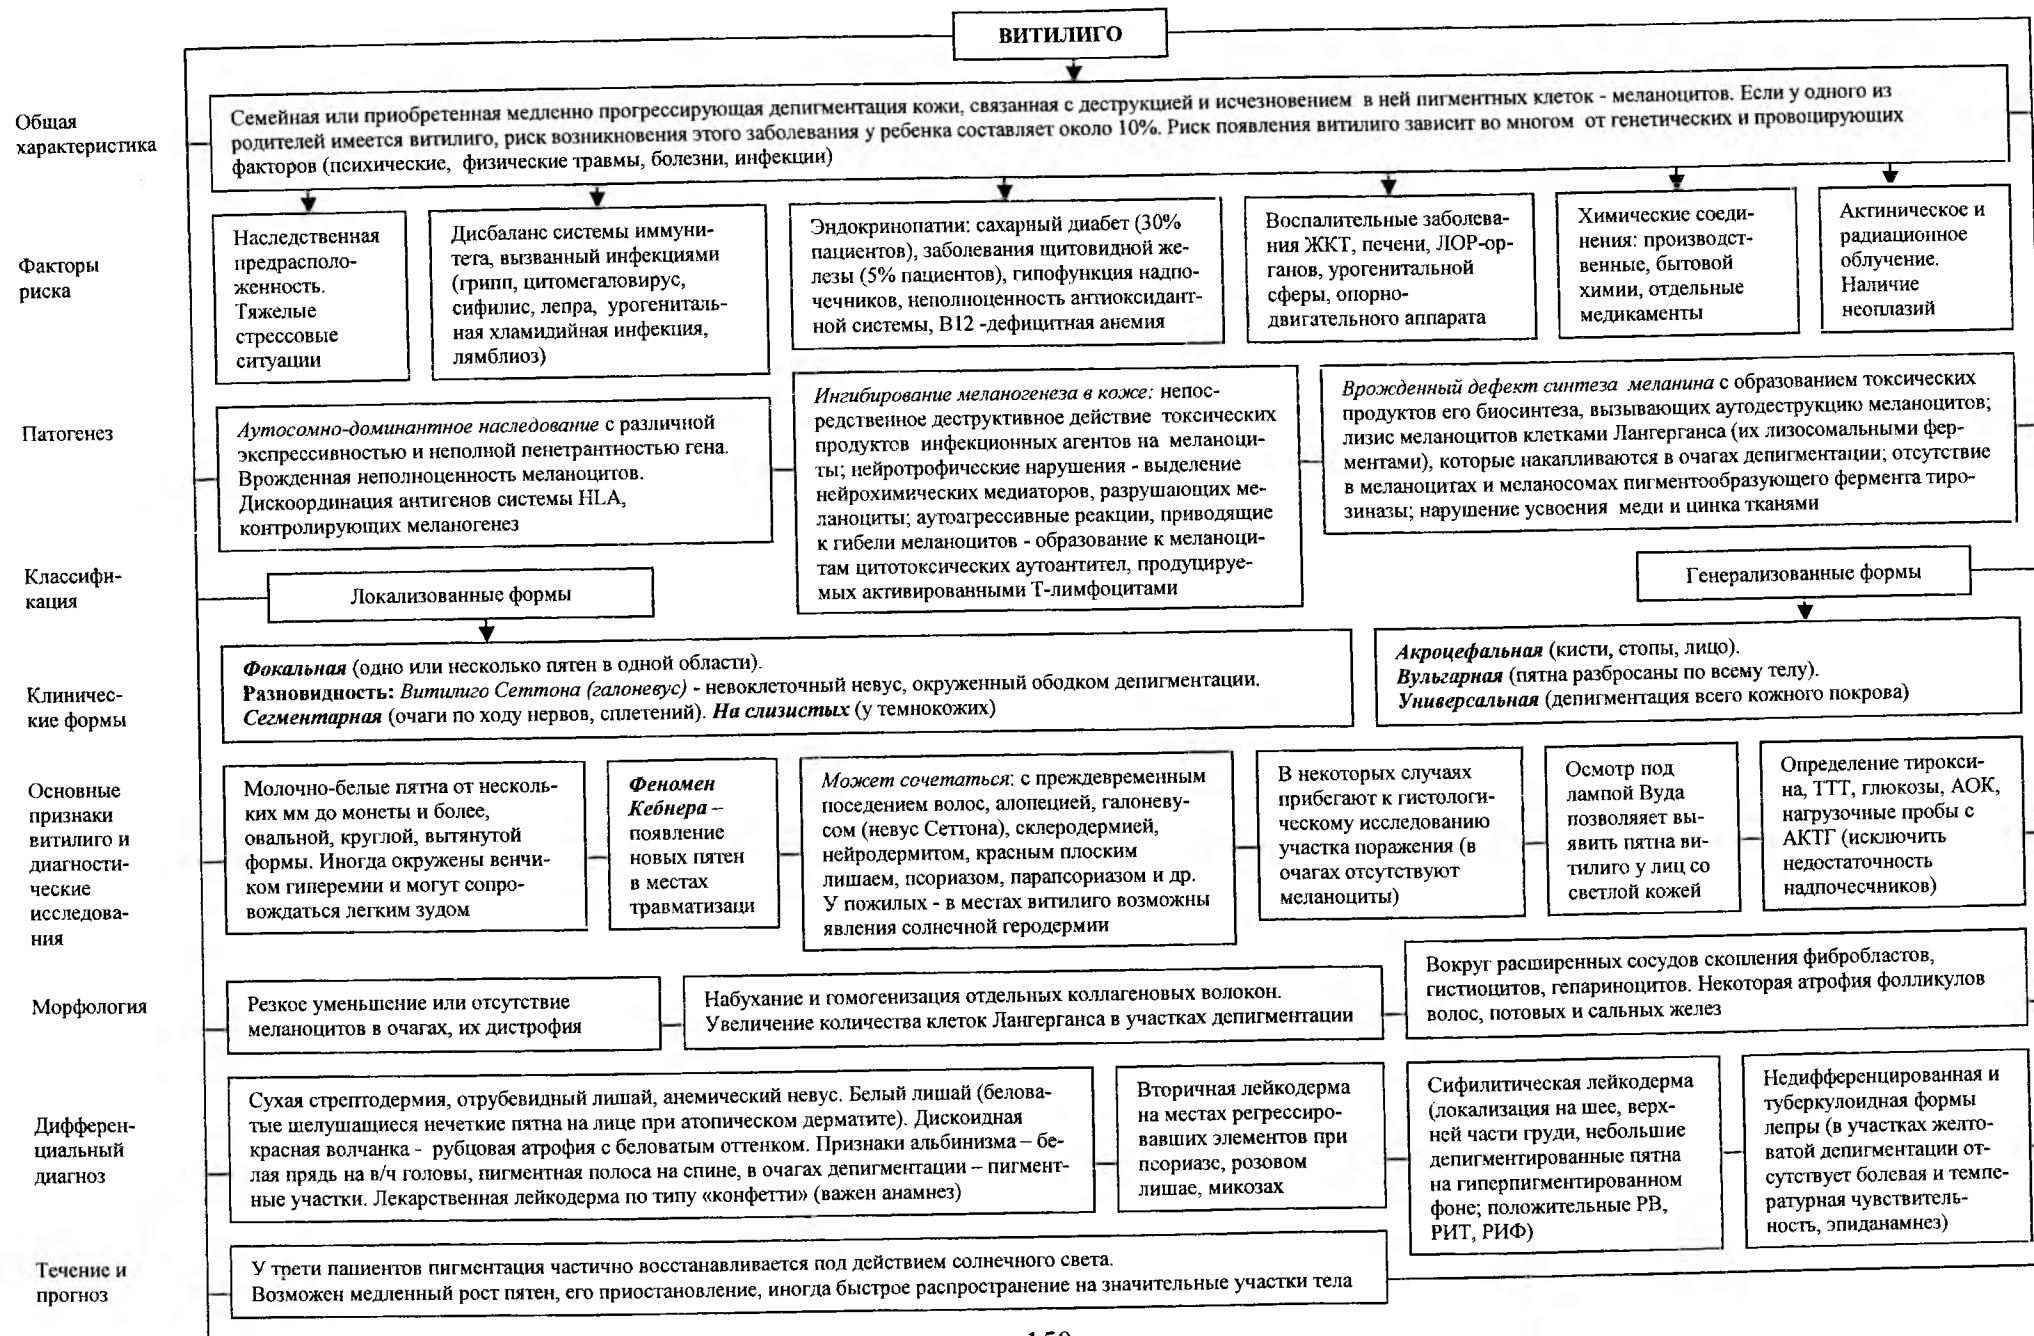 ВИТИЛИГО
Общая
характеристика
Семейная или приобретенная медленно прогрессирующая депигментация кожи, связанная с деструкцией и исчезновением в ней пигментных клеток - меланоцитов. Если у одного из
родителей имеется витилиго, риск возникновения этого заболевания у ребенка составляет около 10%. Риск появления витилиго зависит во многом от генетических и провоцирующих
факторов (психические, физические травмы, болезни, инфекции)
Факторы
риска
Наследственная
предрасполо-
женность.
Тяжелые
стрессовые
ситуации
Дисбаланс системы иммуни-
тета, вызванный инфекциями
(грипп, цитомегаловирус,
сифилис, лепра, урогениталь-
ная хламидийная инфекция,
лямблиоз)
Эндокринопатии: сахарный диабет (30%
пациентов), заболевания щитовидной же-
лезы (5% пациентов), гипофункция надпо-
чечников, неполноценность антиоксидант-
ной системы, В12 -дефицитная анемия
Воспалительные заболева-
ния ЖКТ, печени, ЛОР-ор-
ганов, урогенитальной
сферы, опорно-
двигательного аппарата
Химические соеди-
нения: производст-
венные, бытовой
химии, отдельные
медикаменты
Актиническое и
радиационное
облучение.
Наличие
неоплазий
Патогенез
Аутосомно-доминантное наследование с различной
экспрессивностью и неполной пенетрантностью гена.
Врожденная неполноценность меланоцитов.
Дискоординация антигенов системы HLA,
контролирующих меланогенез
Ингибирование меланогенеза в коже: непос-
редственное деструктивное действие токсических
продуктов инфекционных агентов на меланоци-
ты; нейротрофические нарушения - выделение
нейрохимических медиаторов, разрушающих ме-
ланоциты; аутоагрессивные реакции, приводящие
к гибели меланоцитов - образование к меланоци-
там цитотоксических аутоантител, продуцируе-
мых активированными Т-лимфоцитами
Врожденный дефект синтеза меланина с образованием токсических
продуктов его биосинтеза, вызывающих аутодеструкцию меланоцитов;
лизис меланоцитов клетками Лангерганса (их лизосомальными фер-
ментами), которые накапливаются в очагах депигментации; отсутствие
в меланоцитах и меланосомах пигментообразующего фермента тиро-
зиназы; нарушение усвоения меди и цинка тканями
Классифи-
кация
Локализованные формы
Генерализованные формы
Клиничес-
кие формы
Фокальная (одно или несколько пятен в одной области).
Разновидность: Витилиго Сеттона (галоневус) - невоклеточный невус, окруженный ободком депигментации.
Сегментарная (очаги по ходу нервов, сплетений). На слизистых (у темнокожих)
Акроцефальная (кисти, стопы, лицо).
Вульгарная (пятна разбросаны по всему телу).
Универсальная (депигментация всего кожного покрова)
Основные
признаки
витилиго и
диагности-
ческие
исследова-
ния
Молочно-белые пятна от несколь-
ких мм до монеты и более,
овальной, круглой, вытянутой
формы. Иногда окружены венчи-
ком гиперемии и могут сопро-
вождаться легким зудом
Феномен
Кебнера –
появление
новых пятен
в местах
травматизаци
Может сочетаться: с преждевременным
поседением волос, алопецией, галоневу-
сом (невус Сеттона), склеродермией,
нейродермитом, красным плоским
лишаем, псориазом, парапсориазом и др.
У пожилых - в местах витилиго возможны
явления солнечной геродермии
В некоторых случаях
прибегают к гистологи-
ческому исследованию
участка поражения (в
очагах отсутствуют
меланоциты)
Осмотр под
лампой Вуда
позволяет вы-
явить пятна ви-
тилиго у лиц со
светлой кожей
Определение тирокси-
на, ТТГ, глюкозы, АОК,
нагрузочные пробы с
АКТГ (исключить
недостаточность
надпочесчников)
Морфология
Резкое уменьшение или отсутствие
меланоцитов в очагах, их дистрофия
Набухание и гомогенизация отдельных коллагеновых волокон.
Увеличение количества клеток Лангерганса в участках депигментации
Вокруг расширенных сосудов скопления фибробластов,
гистиоцитов, гепариноцитов. Некоторая атрофия фолликулов
волос, потовых и сальных желез
Дифферен-
циальный
диагноз
Сухая стрептодермия, отрубевидный лишай, анемический невус. Белый лишай (белова-
тые шелушащиеся нечеткие пятна на лице при атопическом дерматите). Дискоидная
красная волчанка - рубцовая атрофия с беловатым оттенком. Признаки альбинизма – бе-
лая прядь на в/ч головы, пигментная полоса на спине, в очагах депигментации – пигмент-
ные участки. Лекарственная лейкодерма по типу «конфетти» (важен анамнез)
Вторичная лейкодерма
на местах регрессиро-
вавших элементов при
псориазе, розовом
лишае, микозах
Сифилитическая лейкодерма
(локализация на шее, верх-
ней части груди, небольшие
депигментированные пятна
на гиперпигментированном
фоне; положительные РВ,
РИТ, РИФ)
Недифференцированная и
туберкулоидная формы
лепры (в участках желто-
ватой депигментации от-
сутствует болевая и темпе-
ратурная чувствитель-
ность, эпиданамнез)
Течение и
прогноз
У трети пациентов пигментация частично восстанавливается под действием солнечного света.
Возможен медленный рост пятен, его приостановление, иногда быстрое распространение на значительные участки тела